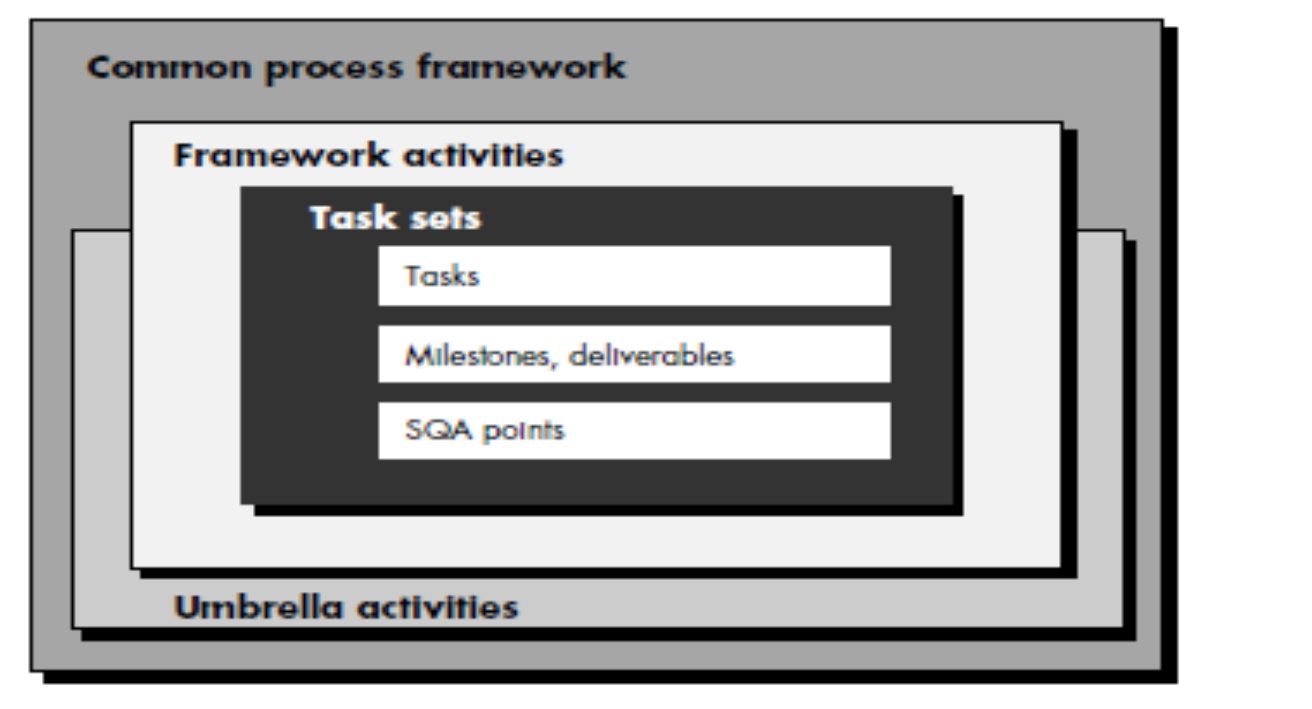 Common process framework
Framework activities
Task sets
Tasks
Milestones, deliverables
SQA points
Umbrella activities